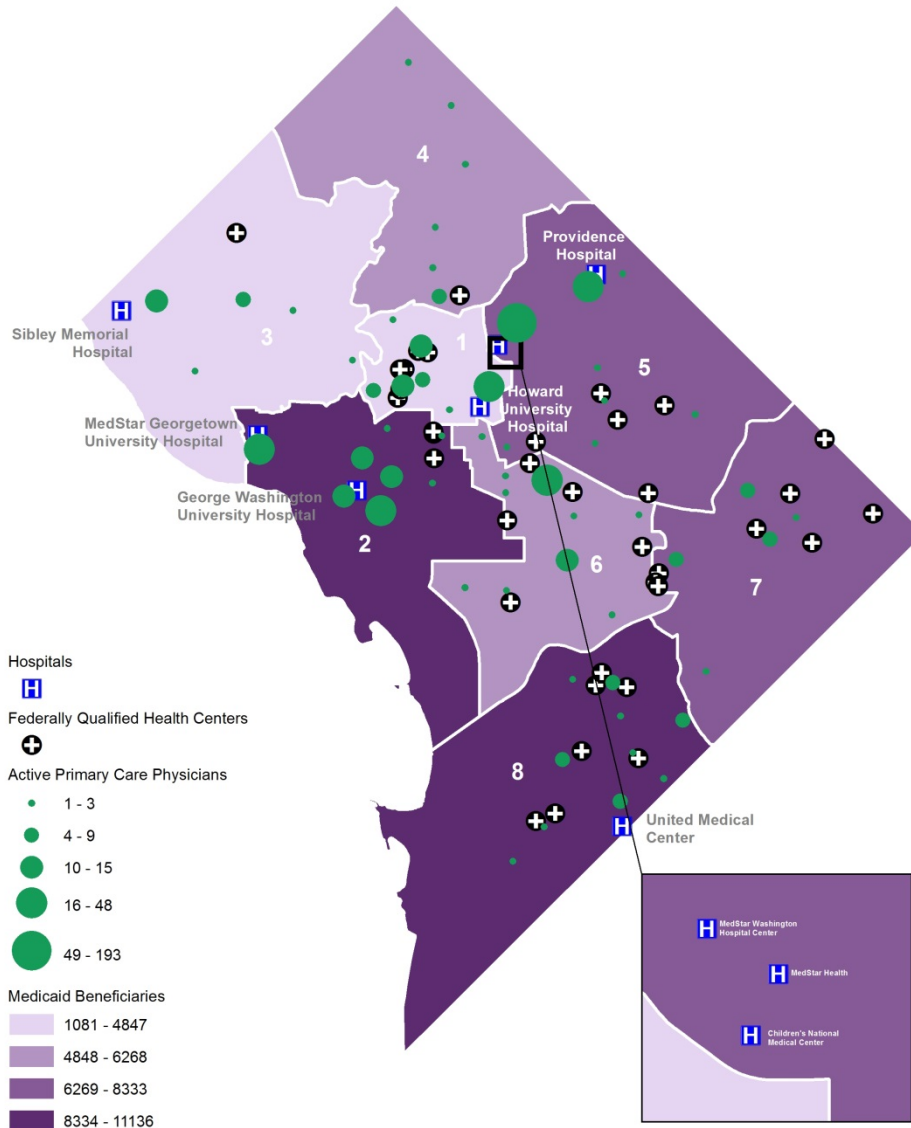 4
Providence
Hospital
Sibley Memorial
Hospital
3
1
5
MedStar Georgetown
University Hospital
Howard
University
Hospital
George Washington
University Hospital
2
6
7
Hospitals
H
Federally Qualified Health Centers
Active Primary Care Physicians
1 - 3
4 - 9
10 - 15
16 - 48
49 - 193
Medicaid Beneficiaries
1081 - 4847
4848 - 6268
6269 - 8333
8334 - 11136
8
United Medical
Center
H
MedStar Washington
Hospital Center
H
MedStar Health
H
Children's National
Medical Center
H
H
H
H
H
H
H